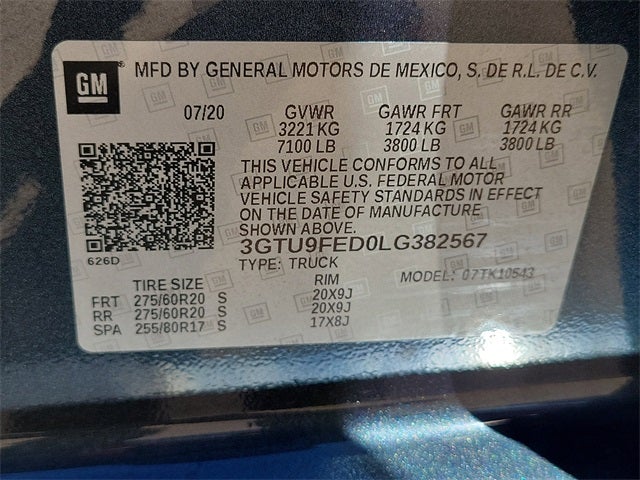 GM
MFD BY GENERAL MOTORS DE MEXICO, S. DE R.L. DE C.V.
07/20 GVWR GAWR FRT GAWR RR
3221 KG 1724 KG 1724 KG
7100 LB 3800 LB 3800 LB
THIS VEHICLE CONFORMS TO ALL
APPLICABLE U.S. FEDERAL MOTOR
VEHICLE SAFETY STANDARDS IN EFFECT
ON THE DATE OF MANUFACTURE
SHOWN ABOVE.
3GTU9FED0LG382567
626D TYPE: TRUCK MODEL: 07TK10543
TIRE SIZE RIM
FRT 275/60R20 S 20X9J
RR 275/60R20 S 20X9J
SPA 255/80R17 S 17X8J